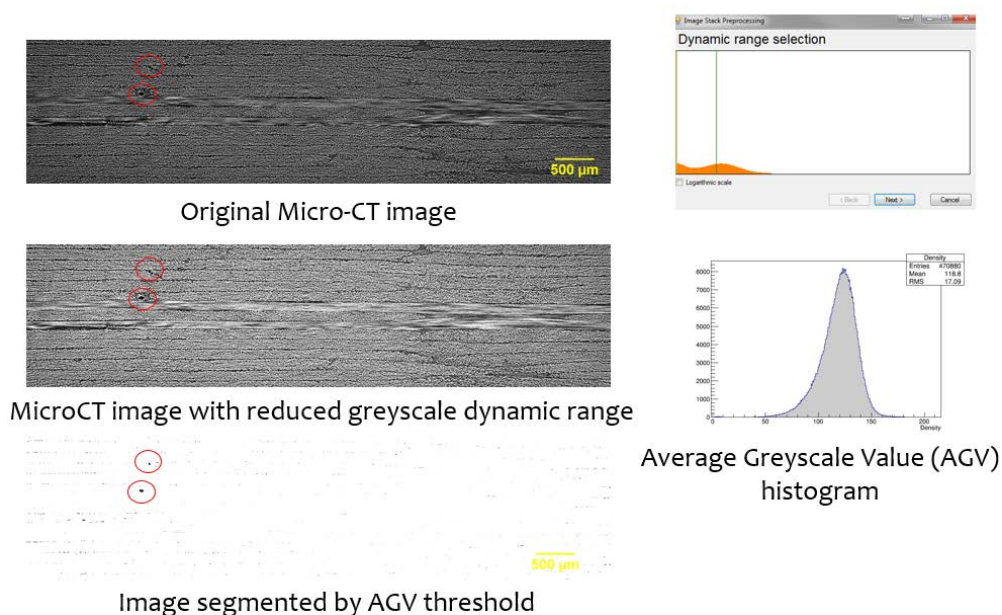 500 µm
Original Micro-CT image
MicroCT image with reduced greyscale dynamic range
500 µm
Image segmented by AGV threshold
Image Stack Preprocessing
Dynamic range selection
Logarithmic scale
< Back Next > Cancel
Density
Entries 470880
Mean 118.8
RMS 17.09
8000
7000
6000
5000
4000
3000
2000
1000
0
0 50 100 150 200
Density
Average Greyscale Value (AGV)
histogram